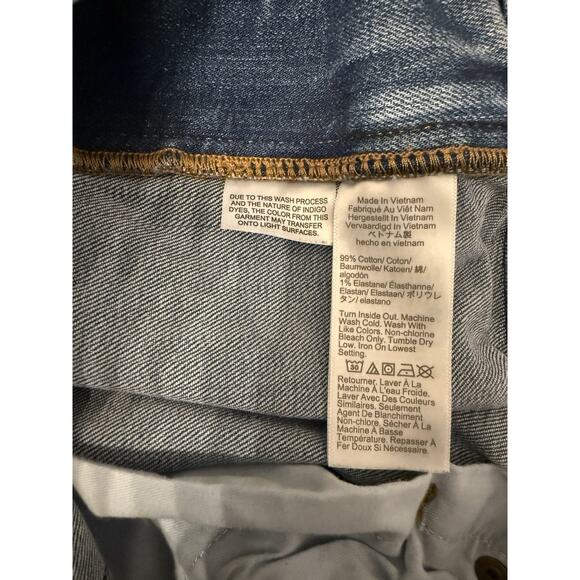 DUE TO THIS WASH PROCESS
AND THE NATURE OF INDIGO
DYES, THE COLOR FROM THIS
GARMENT MAY TRANSFER
ONTO LIGHT SURFACES.
Made In Vietnam
Fabriqué Au Việt Nam
Hergestellt In Vietnam
Vervaardigd In Vietnam
ベトナム製
hecho en vietnam
99% Cotton/ Coton/
Baumwolle/ Katoen/ 綿/
algodón
1% Elastane/ Élasthanne/
Elastan/ Elastaan/ ポリウレ
タン/ elastano
Turn Inside Out. Machine
Wash Cold. Wash With
Like Colors. Non-chlorine
Bleach Only. Tumble Dry
Low. Iron On Lowest
Setting.
30
Retourner. Laver À La
Machine À L'eau Froide.
Laver Avec Des Couleurs
Similaires. Seulement
Agent De Blanchiment
Non-chlore. Sécher À La
Machine À Basse
Température. Repasser À
Fer Doux Si Nécessaire.